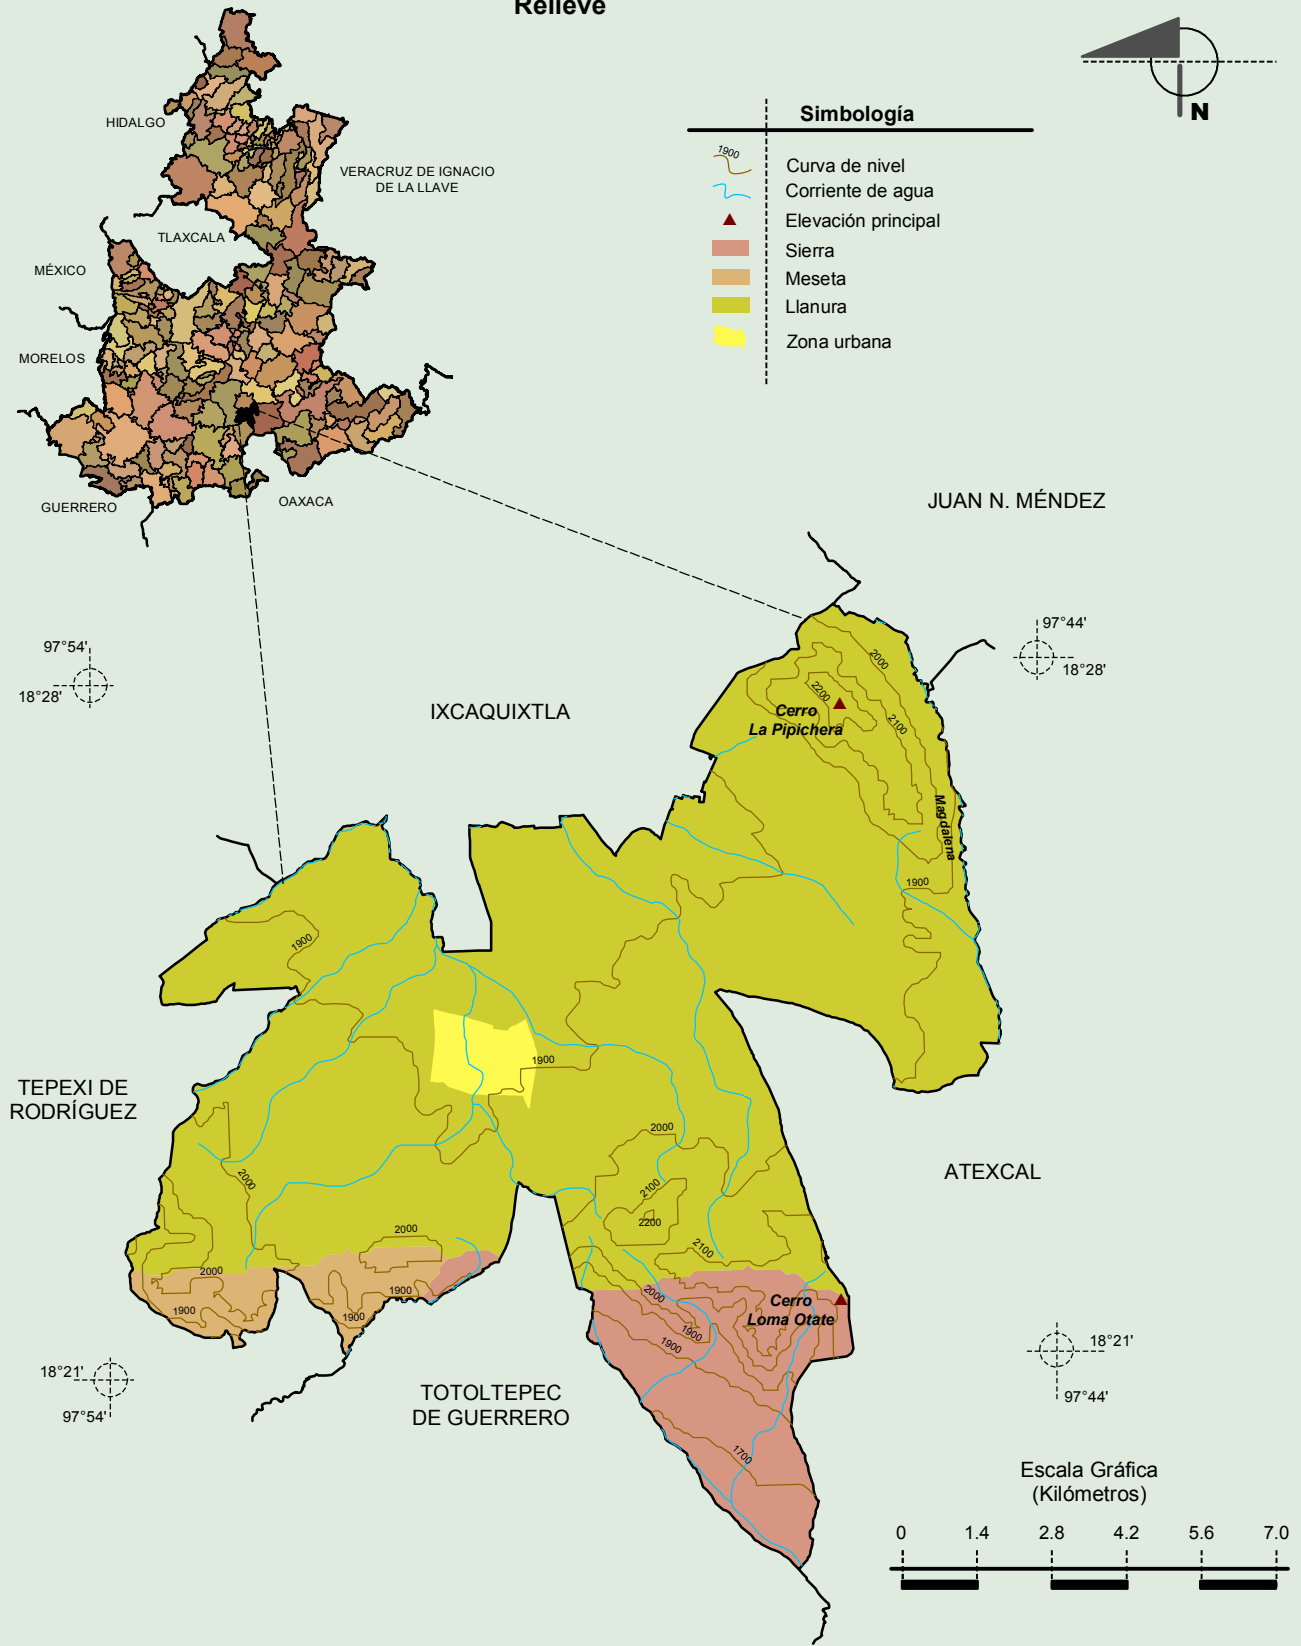 Relieve
N
Simbología
1900
Curva de nivel
Corriente de agua
Elevación principal
Sierra
Meseta
Llanura
Zona urbana
HIDALGO
VERACRUZ DE IGNACIO
DE LA LLAVE
TLAXCALA
MÉXICO
MORELOS
GUERRERO
OAXACA
JUAN N. MÉNDEZ
97°54'
18°28'
97°44'
18°28'
IXCAQUIXTLA
2000
2200
2100
Cerro
La Pipichera
Magdalena
1900
1900
1900
TEPEXI DE
RODRÍGUEZ
2000
2000
2100
2200
ATEXCAL
2000
2100
2000
1900
1900
1900
2000
1900
1900
Cerro
Loma Otate
1700
18°21'
97°54'
TOTOLTEPEC
DE GUERRERO
18°21'
97°44'
Escala Gráfica
(Kilómetros)
0 1.4 2.8 4.2 5.6 7.0